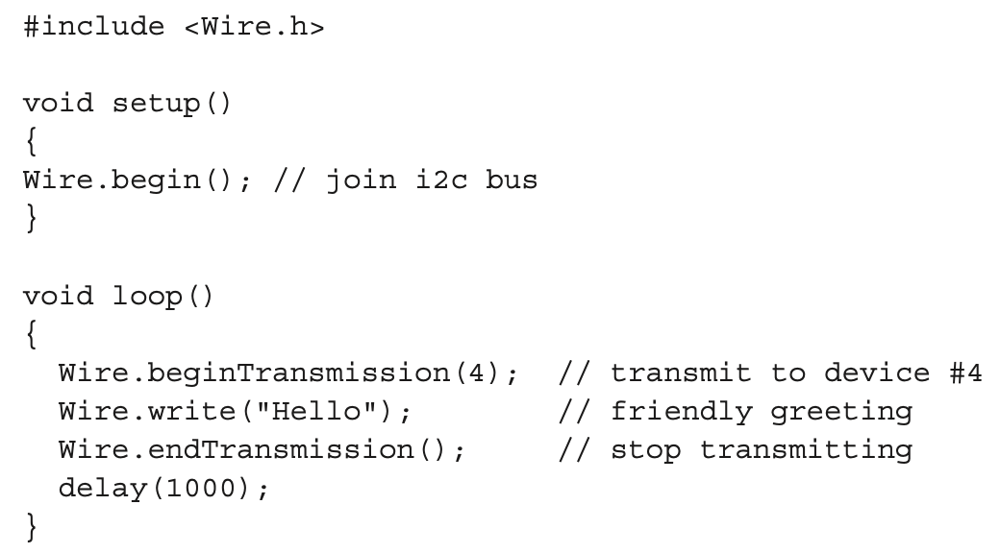 #include <Wire.h>

void setup()
{
Wire.begin(); // join i2c bus
}

void loop()
{
  Wire.beginTransmission(4);  // transmit to device #4
  Wire.write("Hello");        // friendly greeting
  Wire.endTransmission();     // stop transmitting
  delay(1000);
}